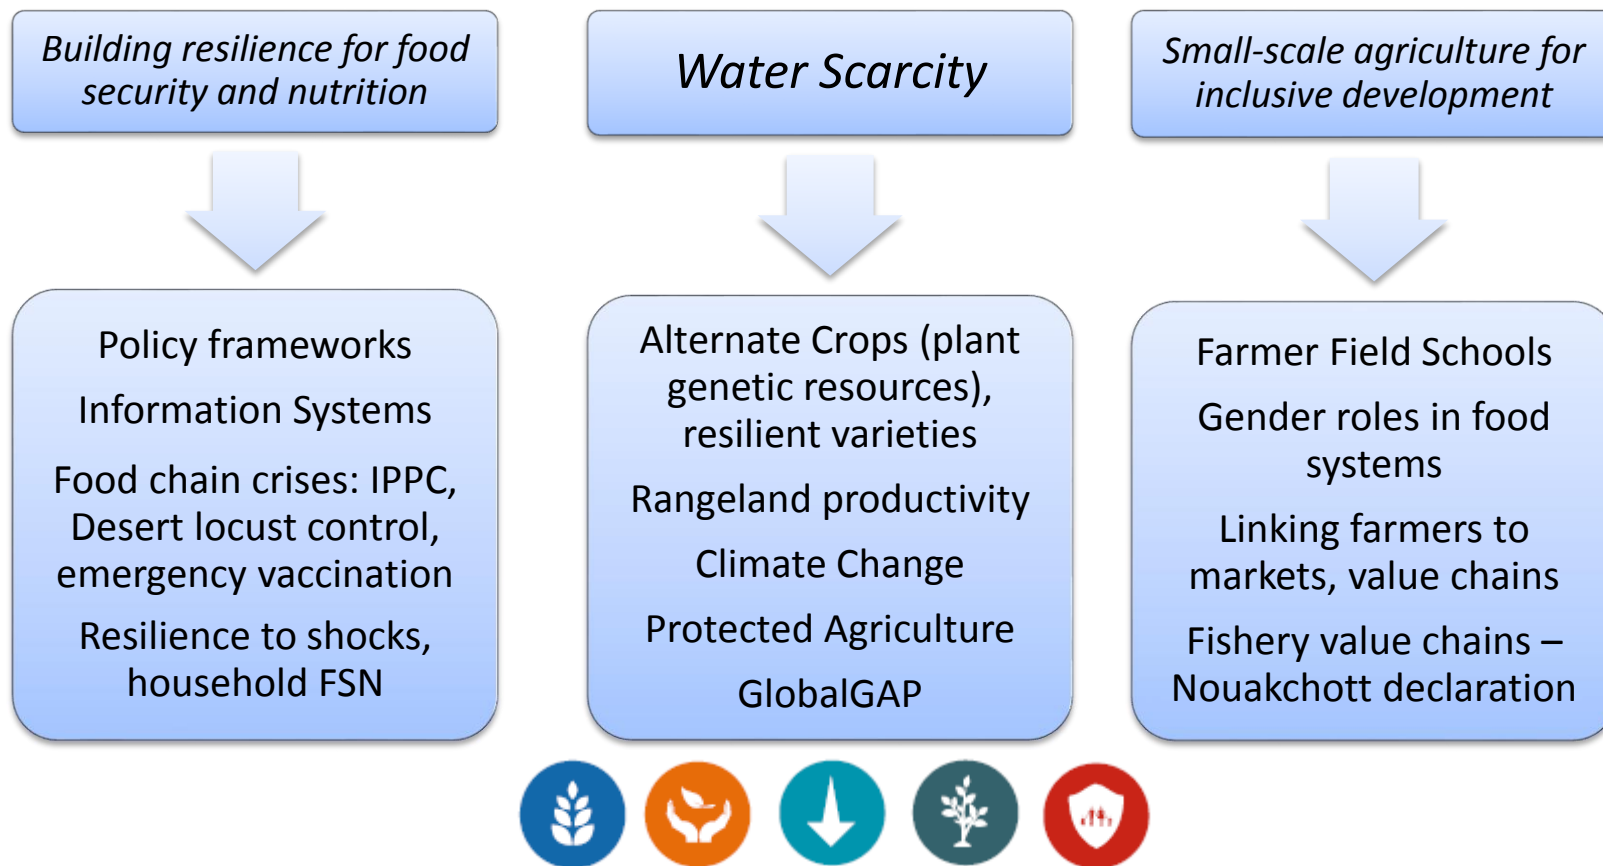 Building resilience for food
security and nutrition
Water Scarcity
Small-scale agriculture for
inclusive development
Policy frameworks
Information Systems
Food chain crises: IPPC,
Desert locust control,
emergency vaccination
Resilience to shocks,
household FSN
Alternate Crops (plant
genetic resources),
resilient varieties
Rangeland productivity
Climate Change
Protected Agriculture
GlobalGAP
Farmer Field Schools
Gender roles in food
systems
Linking farmers to
markets, value chains
Fishery value chains –
Nouakchott declaration